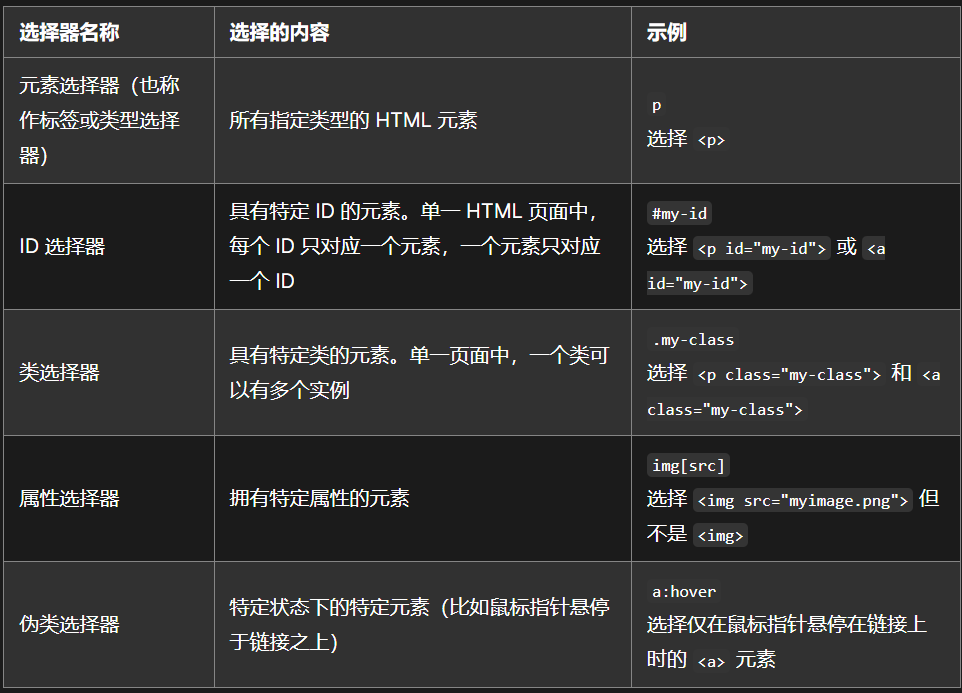 选择器名称
选择的内容
示例
元素选择器（也称
作标签或类型选择
器）
所有指定类型的 HTML 元素
p
选择 <p>
ID 选择器
具有特定 ID 的元素。单一 HTML 页面中，
每个 ID 只对应一个元素，一个元素只对应
一个 ID
#my-id
选择 <p id="my-id"> 或 <a
id="my-id">
类选择器
具有特定类的元素。单一页面中，一个类可
以有多个实例
.my-class
选择 <p class="my-class"> 和 <a
class="my-class">
属性选择器
拥有特定属性的元素
img[src]
选择 <img src="myimage.png"> 但
不是 <img>
伪类选择器
特定状态下的特定元素（比如鼠标指针悬停
于链接之上）
a:hover
选择仅在鼠标指针悬停在链接上
时的 <a> 元素